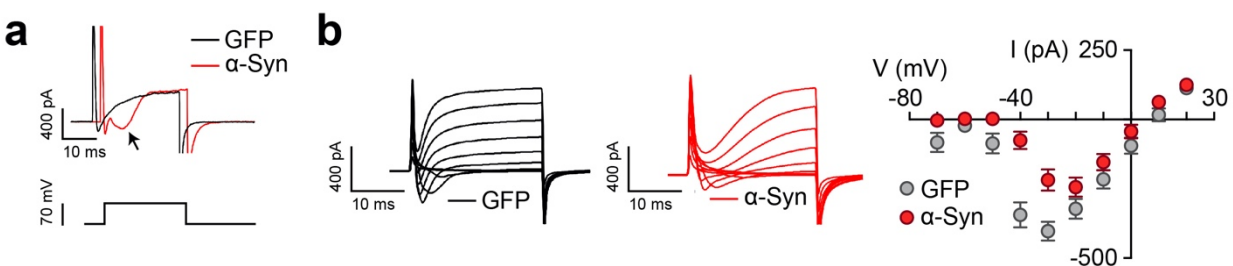 a
GFP
α-Syn
400 pA
10 ms
70 mV
b
400 pA
10 ms
GFP
400 pA
10 ms
α-Syn
I (pA)
250
V (mV)
-80
-40
30
GFP
α-Syn
-500